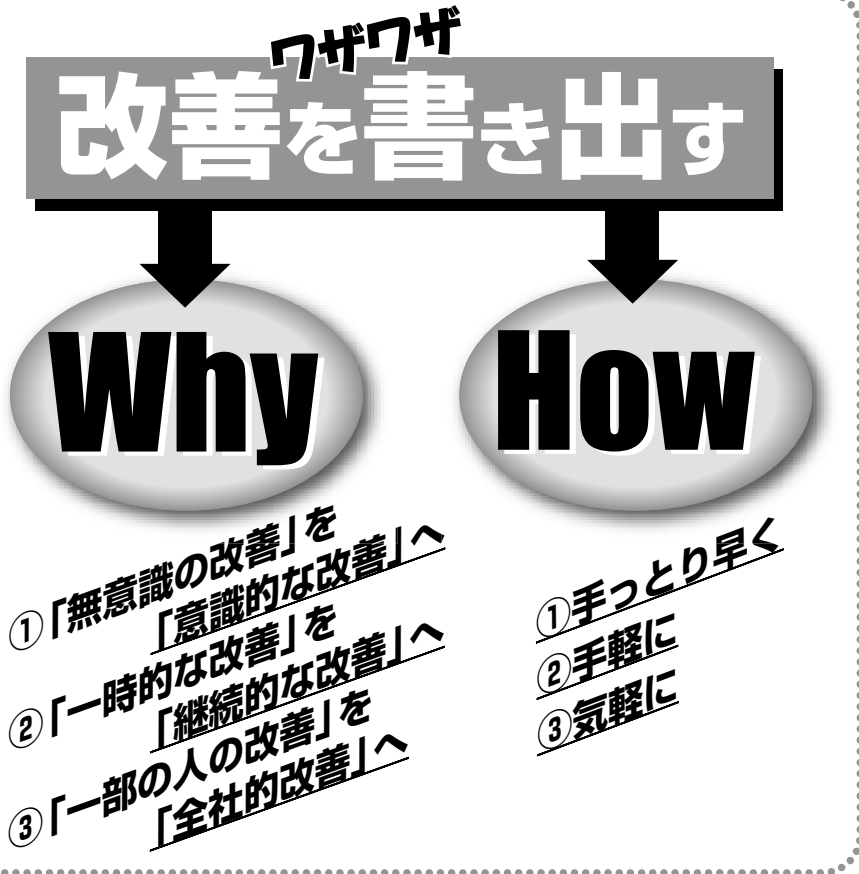 ワザワザ
改善を書き出す
Why
①「無意識の改善」を
「意識的な改善」へ
②「一時的な改善」を
「継続的な改善」へ
③「一部の人の改善」を
「全社的改善」へ
How
①手っとり早く
②手軽に
③気軽に